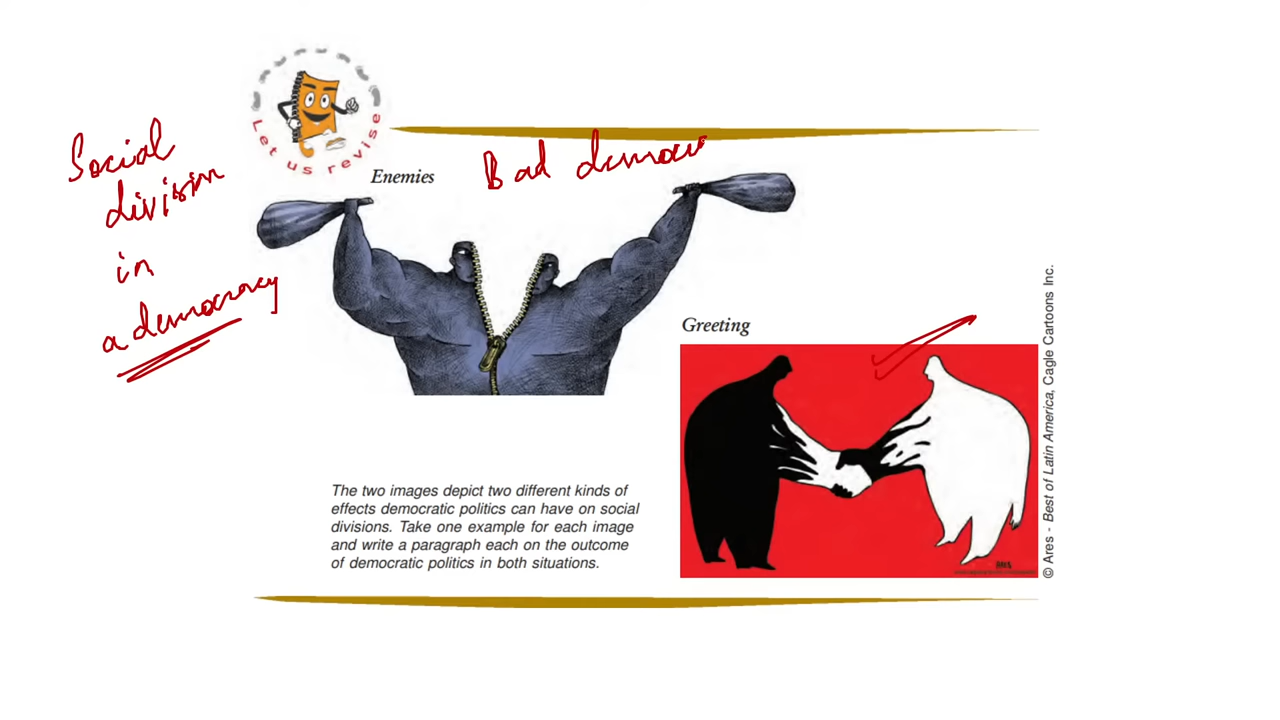 Let us revise
Social
division
in
a democracy
Bad democr
Enemies
Greeting
The two images depict two different kinds of
effects democratic politics can have on social
divisions. Take one example for each image
and write a paragraph each on the outcome
of democratic politics in both situations.
ARES
© Ares - Best of Latin America, Cagle Cartoons Inc.